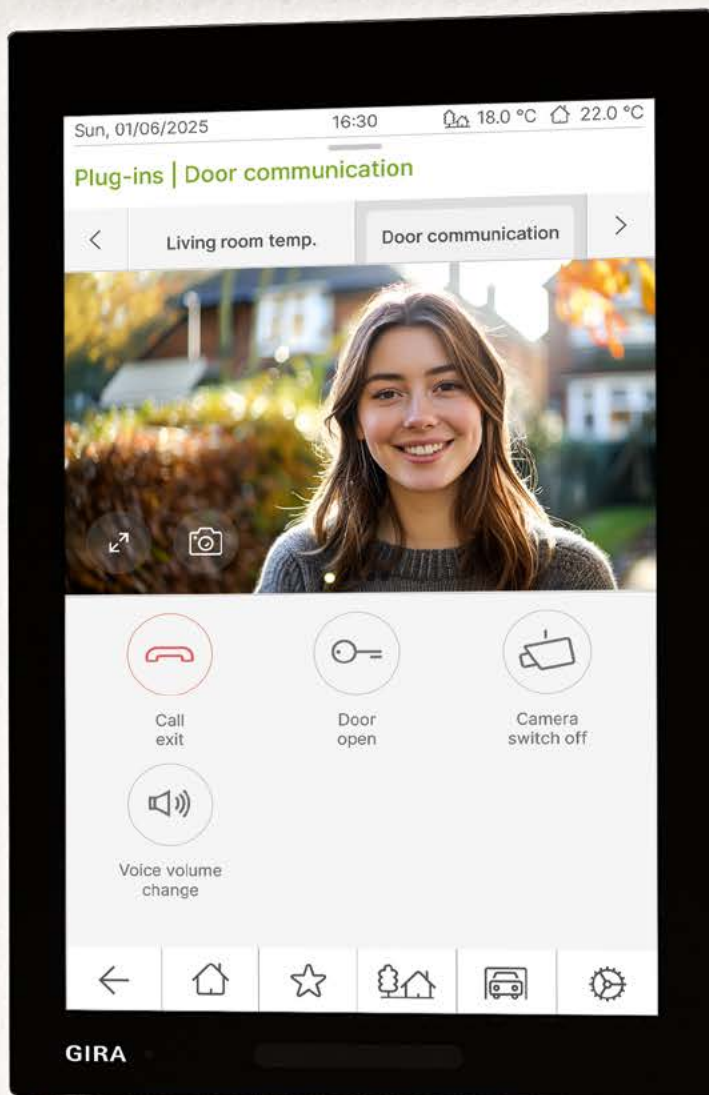 Sun, 01/06/2025 16:30 18.0 °C 22.0 °C
Plug-ins | Door communication
Living room temp. Door communication
Call
exit
Door
open
Camera
switch off
Voice volume
change
GIRA